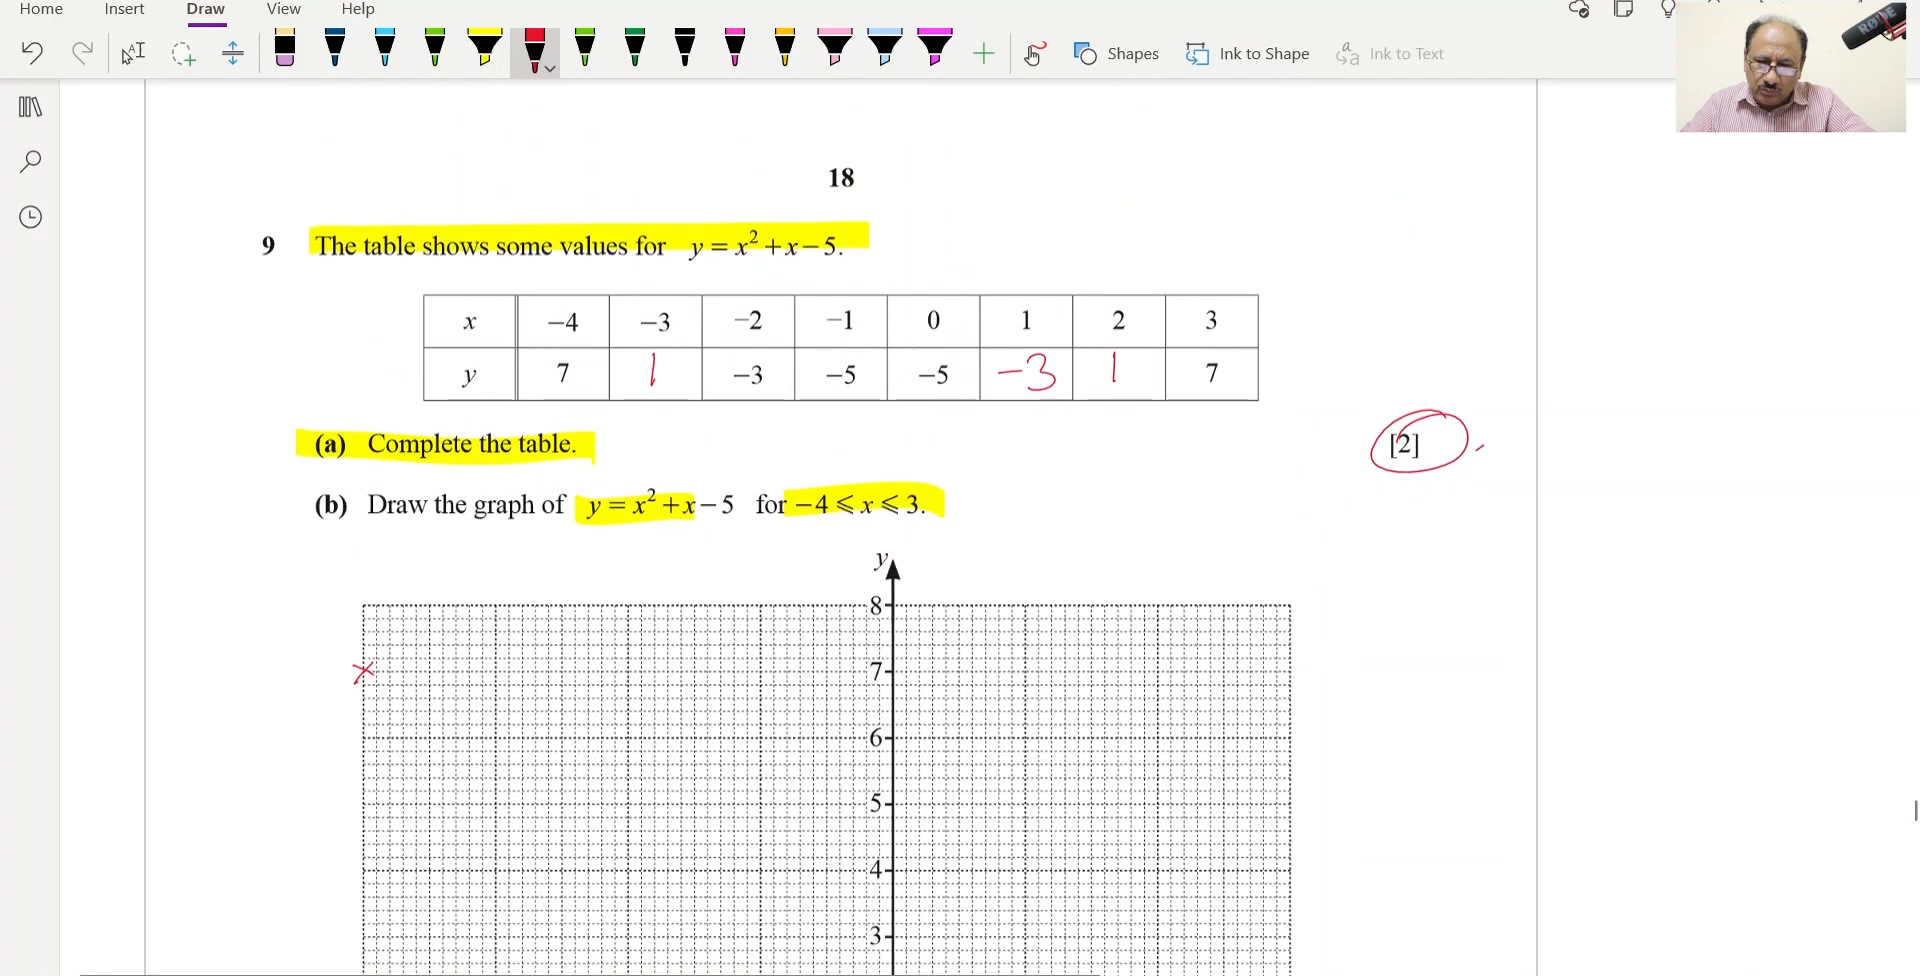 Home Insert Draw View Help
Shapes Ink to Shape Ink to Text
RØDE
18
9 The table shows some values for y = x² + x − 5.
x −4 −3 −2 −1 0 1 2 3
y 7 1 −3 −5 −5 −3 1 7
(a) Complete the table. [2]
(b) Draw the graph of y = x² + x − 5 for −4 ⩽ x ⩽ 3.
y
8
7
6
5
4
3